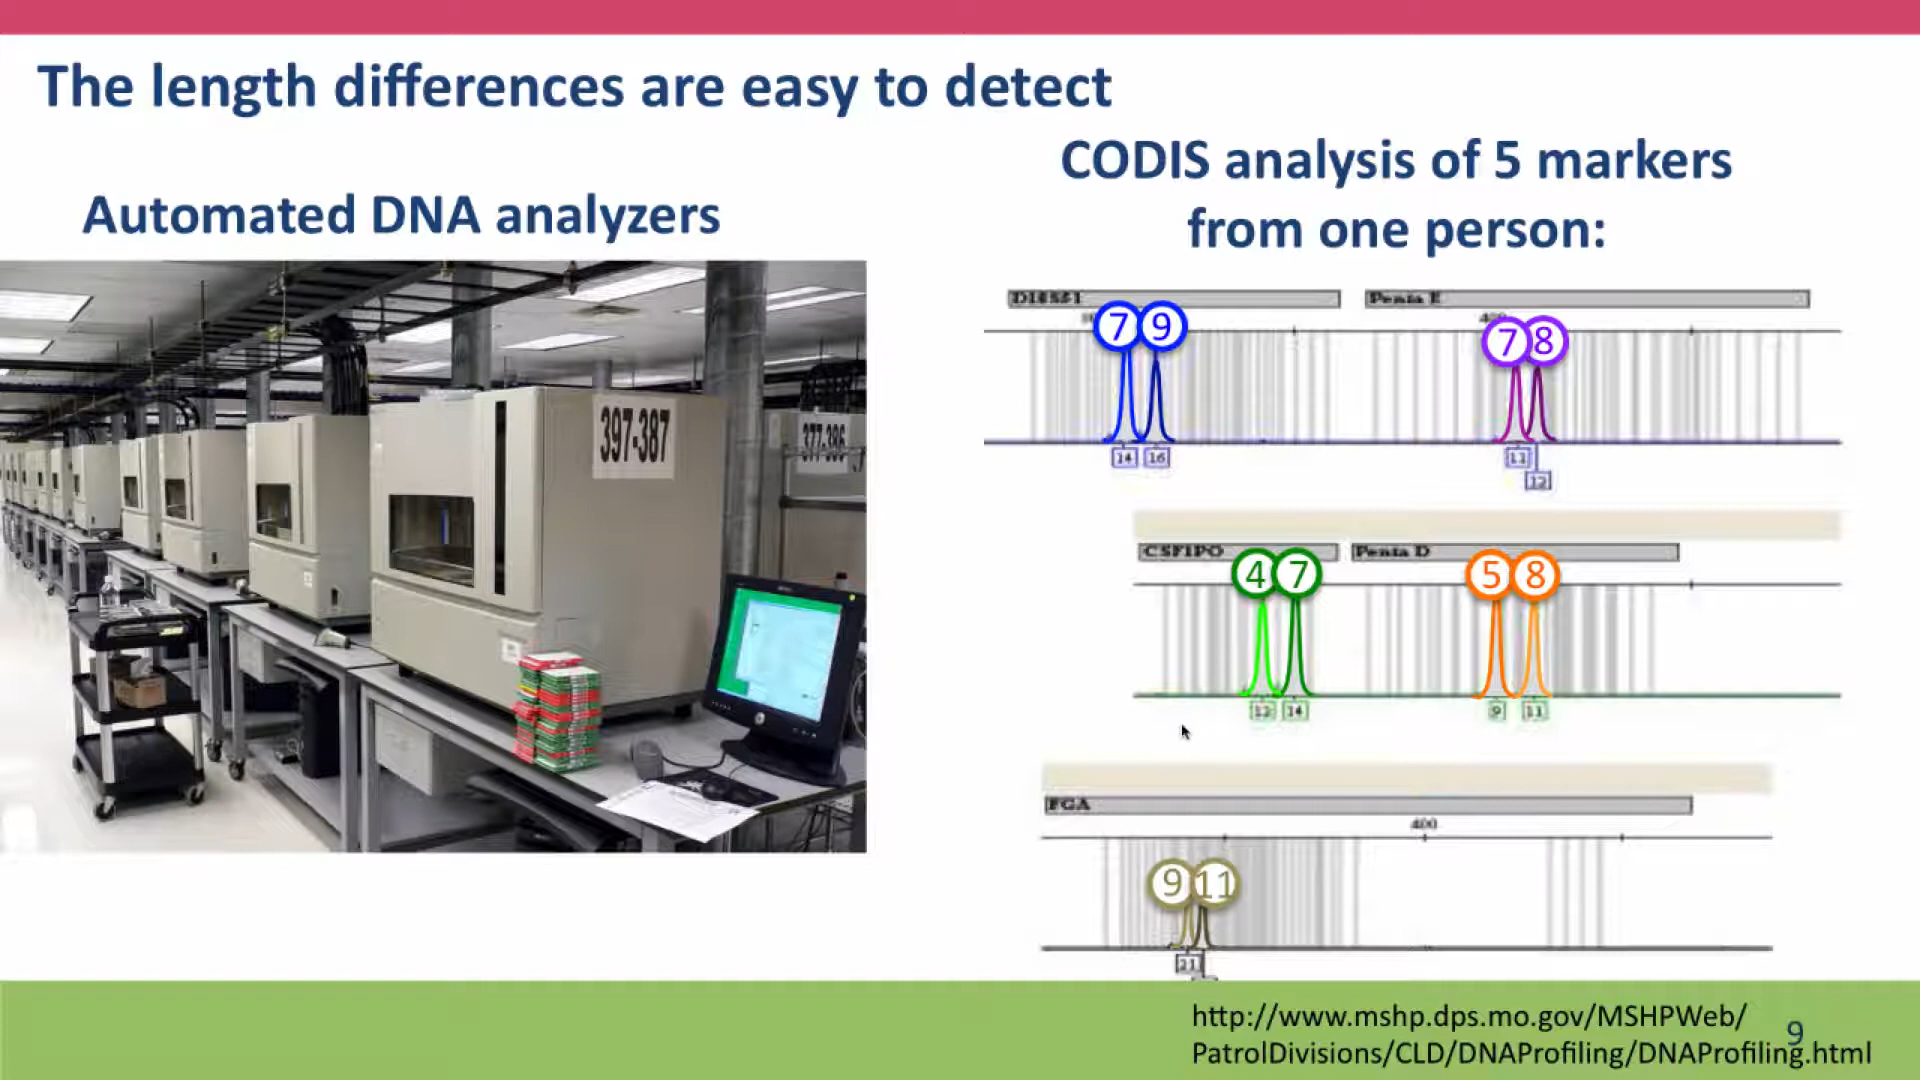 The length differences are easy to detect
CODIS analysis of 5 markers
from one person:
Automated DNA analyzers
397-387
377-386
D18S51
Penta E
400
7 9
7 8
14 16
11
12
CSF1PO
Penta D
4 7
5 8
12 14
9 11
FGA
400
9 11
21
http://www.mshp.dps.mo.gov/MSHPWeb/
PatrolDivisions/CLD/DNAProfiling/DNAProfiling.html
9